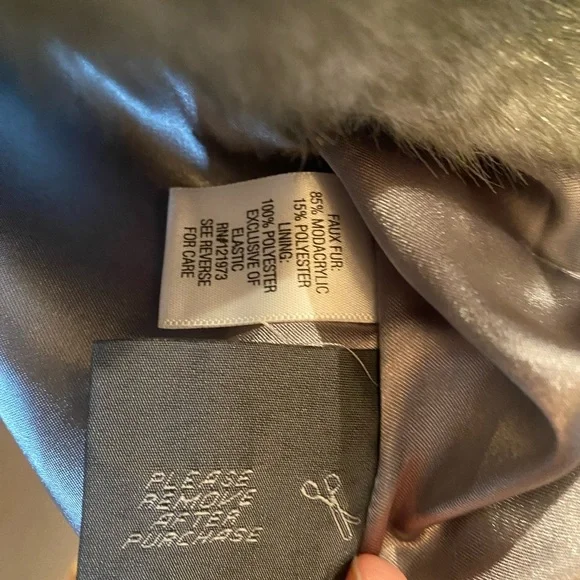 FAUX FUR:
85% MODACRYLIC
15% POLYESTER
LINING:
100% POLYESTER
EXCLUSIVE OF
ELASTIC
RN#121973
SEE REVERSE
FOR CARE
PLEASE
REMOVE
AFTER
PURCHASE